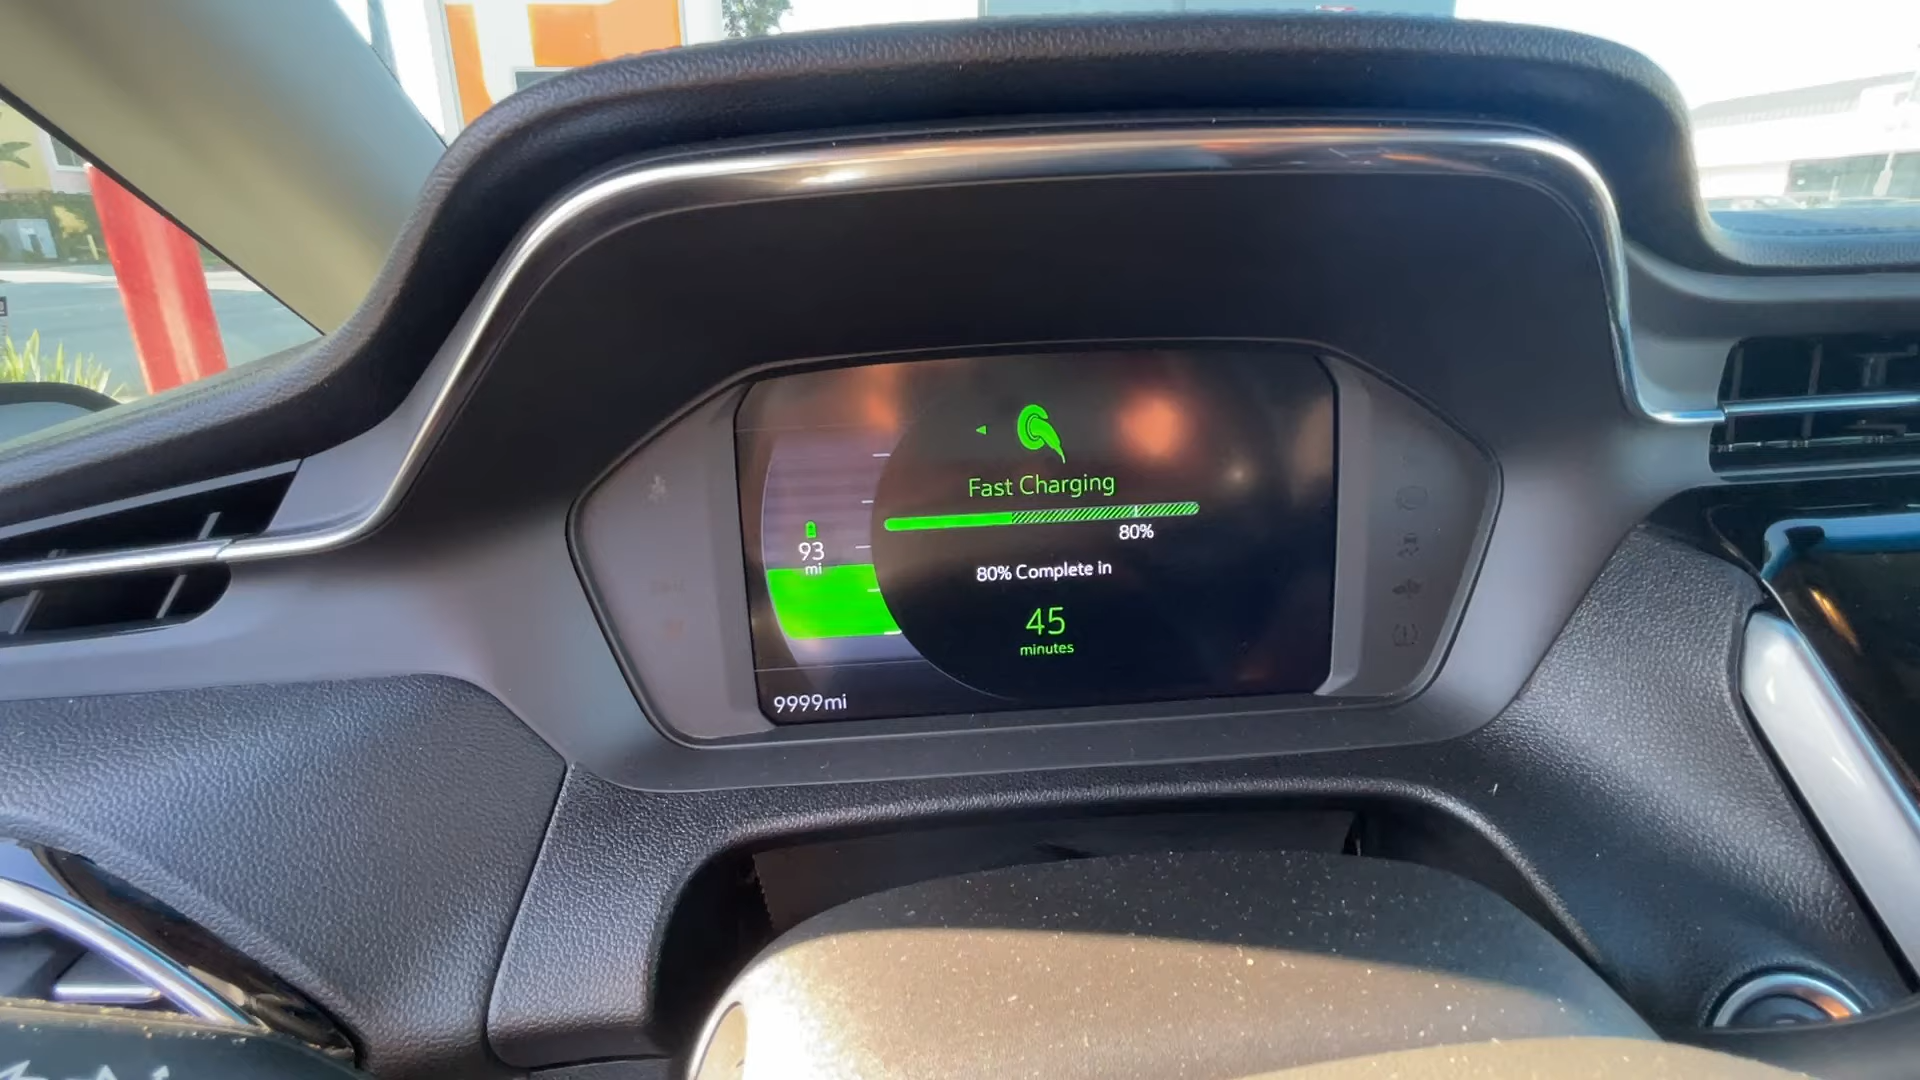 Fast Charging
80%
93
mi
80% Complete in
45
minutes
9999mi